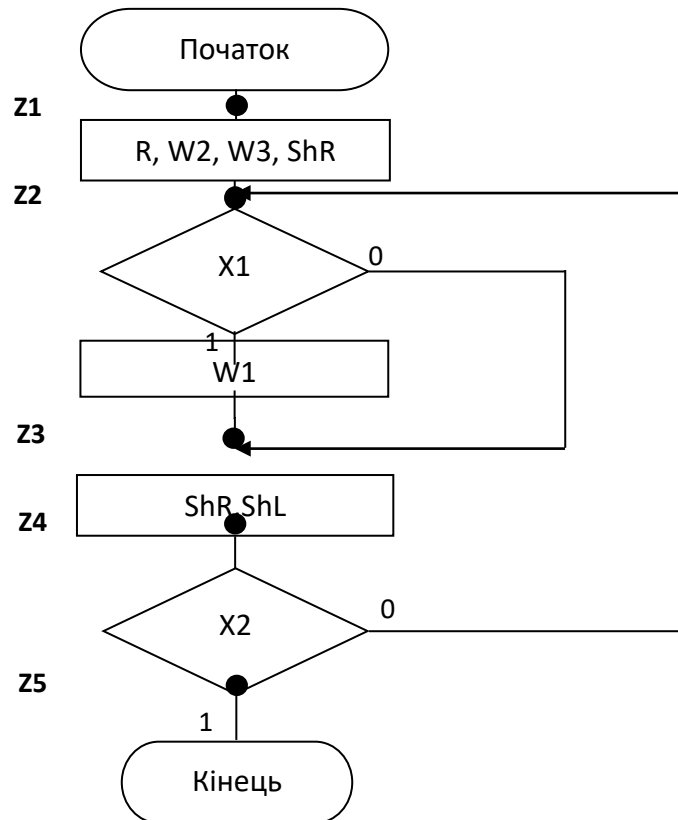 Початок
Z1
R, W2, W3, ShR
Z2
X1
0
1
W1
Z3
ShR,ShL
Z4
X2
0
Z5
1
Кінець